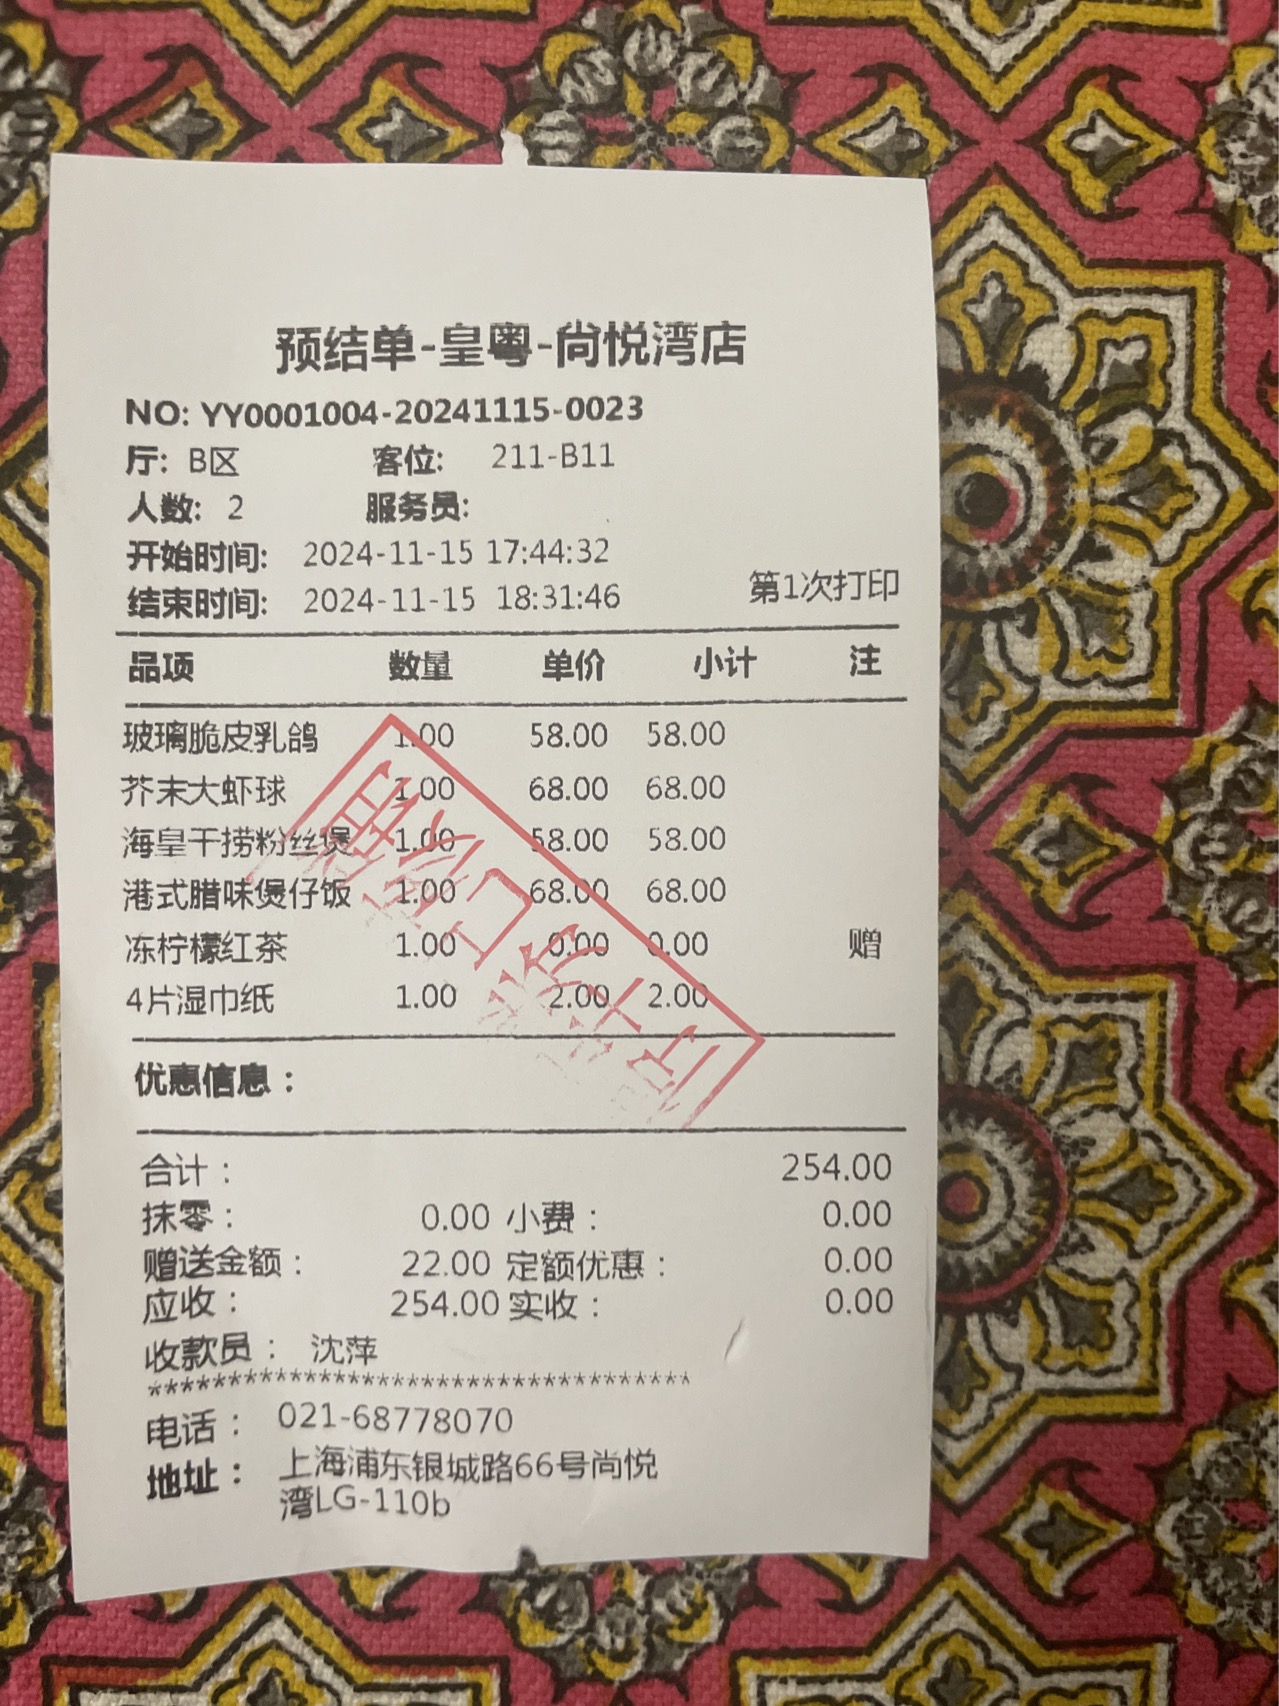 预结单-皇粤-尚悦湾店
NO: YY0001004-20241115-0023
厅: B区 客位: 211-B11
人数: 2 服务员:
开始时间: 2024-11-15 17:44:32
结束时间: 2024-11-15 18:31:46 第1次打印
品项 数量 单价 小计 注
玻璃脆皮乳鸽 1.00 58.00 58.00
芥末大虾球 1.00 68.00 68.00
海皇干捞粉丝煲 1.00 58.00 58.00
港式腊味煲仔饭 1.00 68.00 68.00
冻柠檬红茶 1.00 0.00 0.00 赠
4片湿巾纸 1.00 2.00 2.00
优惠信息：
合计： 254.00
抹零： 0.00 小费： 0.00
赠送金额： 22.00 定额优惠： 0.00
应收： 254.00 实收： 0.00
收款员： 沈萍
*************************************
电话： 021-68778070
地址： 上海浦东银城路66号尚悦
湾LG-110b